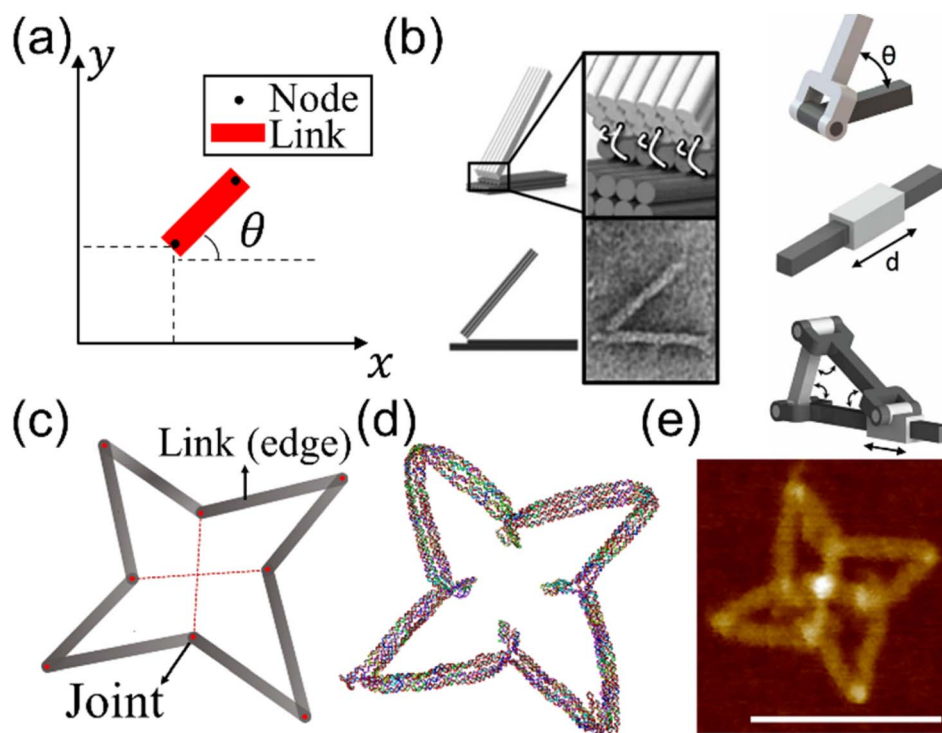 (a)
y
Node
Link
θ
x
(b)
θ
d
(c)
Link (edge)
Joint
(d)
(e)